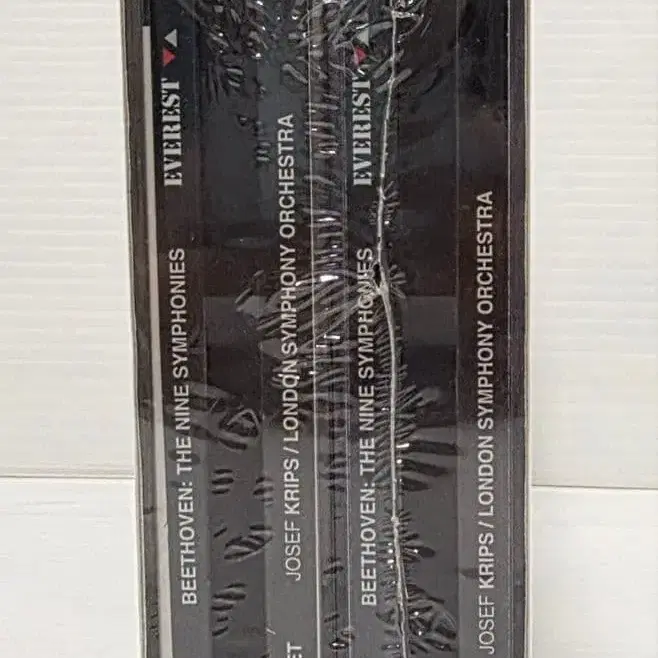 BEETHOVEN: THE NINE SYMPHONIES EVEREST
JOSEF KRIPS / LONDON SYMPHONY ORCHESTRA
ET
BEETHOVEN: THE NINE SYMPHONIES EVEREST
JOSEF KRIPS / LONDON SYMPHONY ORCHESTRA